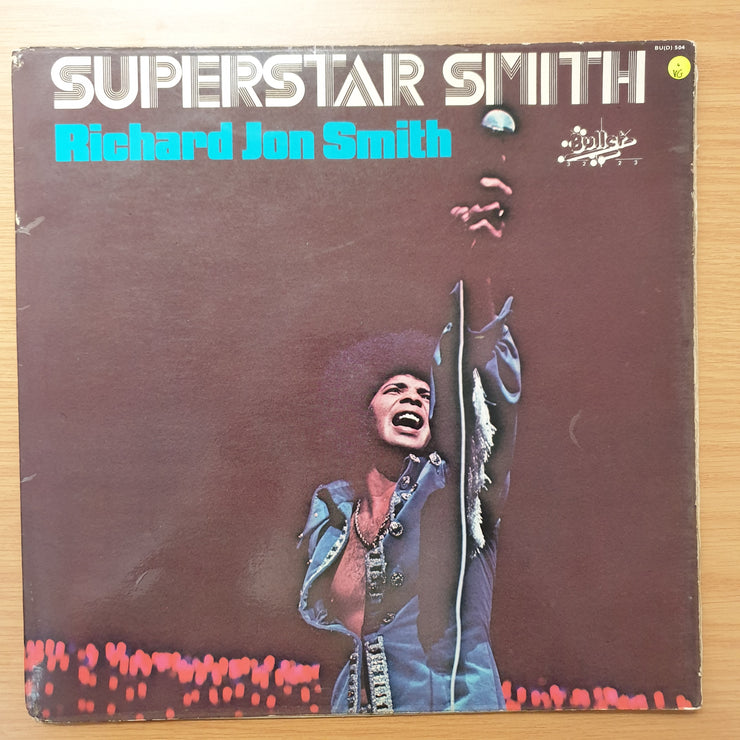 BU(D) 504
SUPERSTAR SMITH
VG
Richard Jon Smith
Bullet